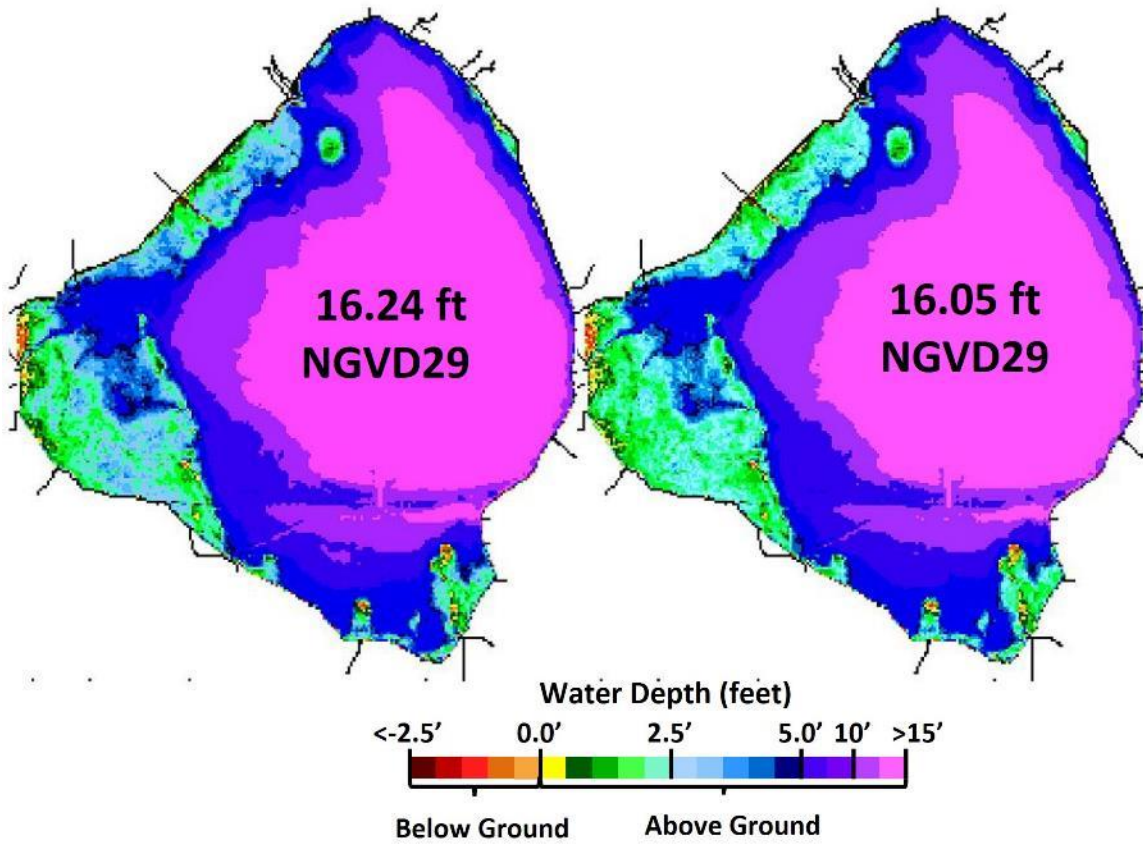 16.24 ft
NGVD29
16.05 ft
NGVD29
Water Depth (feet)
<-2.5’ 0.0’ 2.5’ 5.0’ 10’ >15’
Below Ground Above Ground